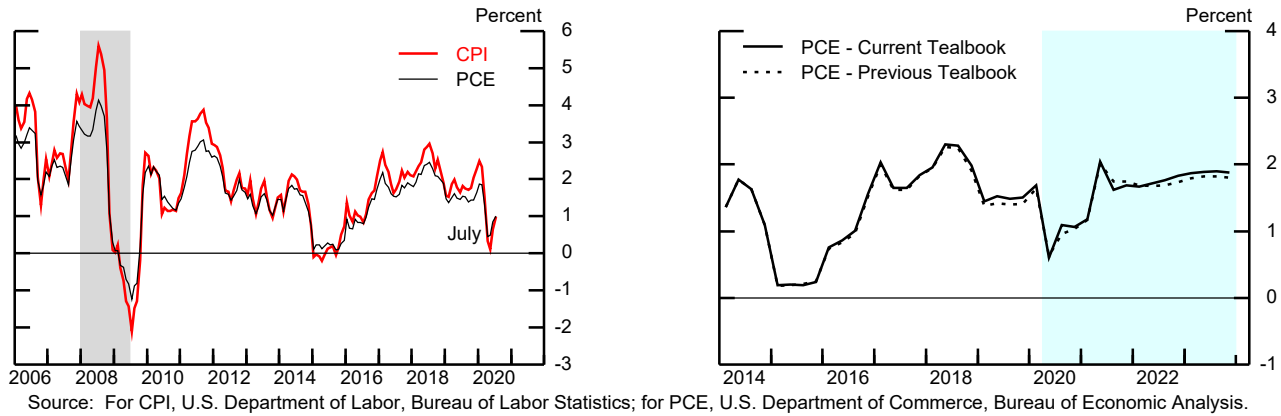 Percent
6
5
4
3
2
1
0
-1
-2
-3
CPI
PCE
July
2006 2008 2010 2012 2014 2016 2018 2020
Percent
4
3
2
1
0
-1
PCE - Current Tealbook
PCE - Previous Tealbook
2014 2016 2018 2020 2022
Source: For CPI, U.S. Department of Labor, Bureau of Labor Statistics; for PCE, U.S. Department of Commerce, Bureau of Economic Analysis.